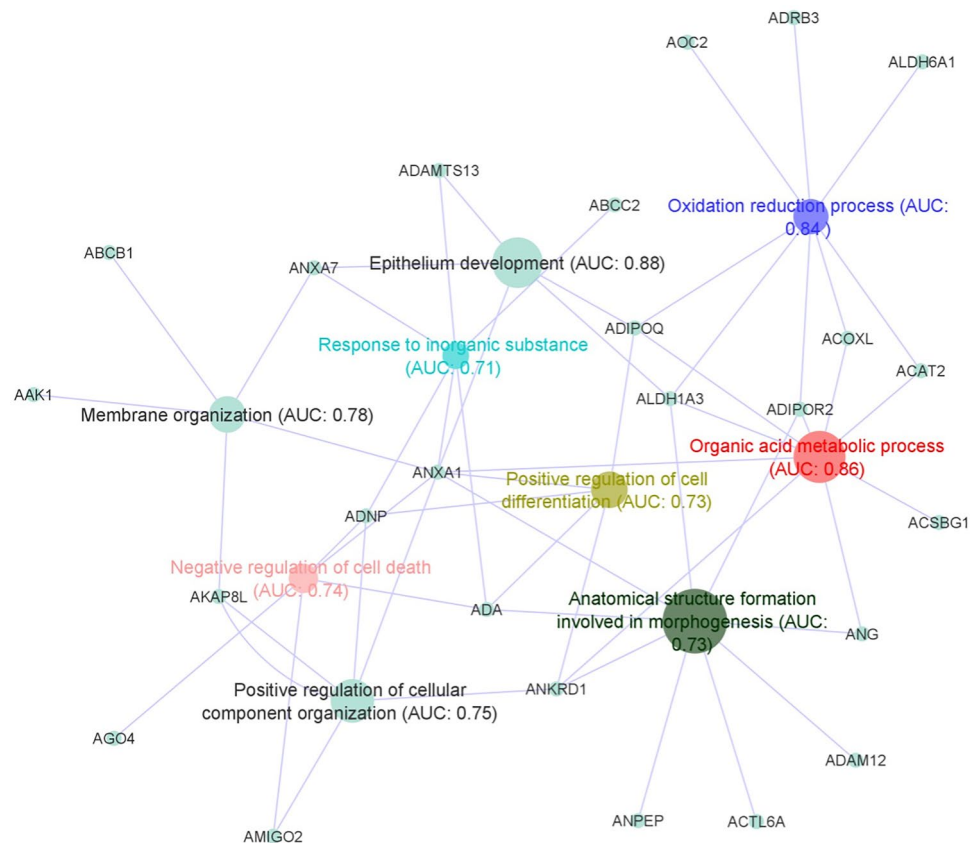 ADRB3
AOC2
ALDH6A1
ADAMTS13
ABCC2
Oxidation reduction process (AUC:
0.84 )
ABCB1
ANXA7
Epithelium development (AUC: 0.88)
ADIPOQ
ACOXL
Response to inorganic substance
(AUC: 0.71)
ACAT2
AAK1
ALDH1A3
ADIPOR2
Membrane organization (AUC: 0.78)
Organic acid metabolic process
(AUC: 0.86)
ANXA1
Positive regulation of cell
differentiation (AUC: 0.73)
ADNP
ACSBG1
Negative regulation of cell death
(AUC: 0.74)
AKAP8L
ADA
Anatomical structure formation
involved in morphogenesis (AUC:
0.73)
ANG
Positive regulation of cellular
component organization (AUC: 0.75)
ANKRD1
AGO4
ADAM12
ANPEP
ACTL6A
AMIGO2